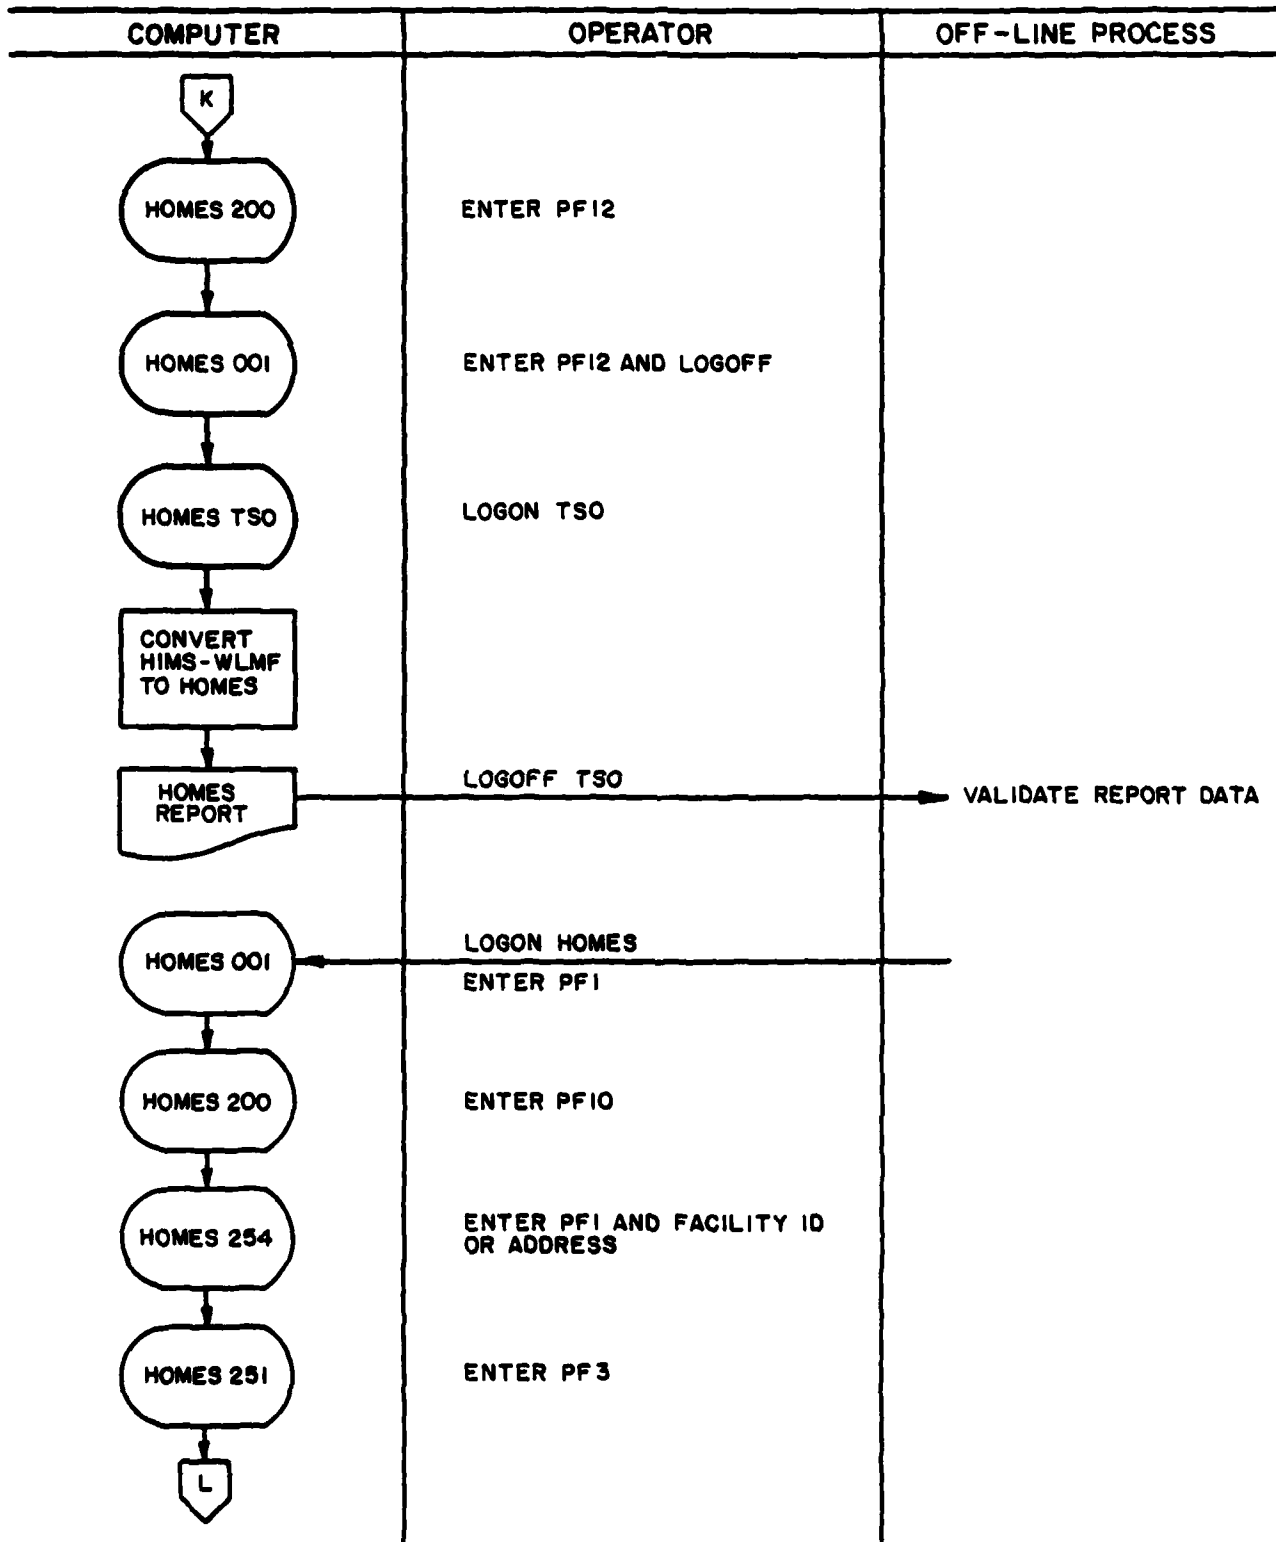 COMPUTER
OPERATOR
OFF-LINE PROCESS
K
HOMES 200
ENTER PF12
HOMES 001
ENTER PF12 AND LOGOFF
HOMES TSO
LOGON TSO
CONVERT
HIMS-WLMF
TO HOMES
HOMES
REPORT
LOGOFF TSO
VALIDATE REPORT DATA
HOMES 001
LOGON HOMES
ENTER PF1
HOMES 200
ENTER PF10
HOMES 254
ENTER PF1 AND FACILITY ID
OR ADDRESS
HOMES 251
ENTER PF3
L